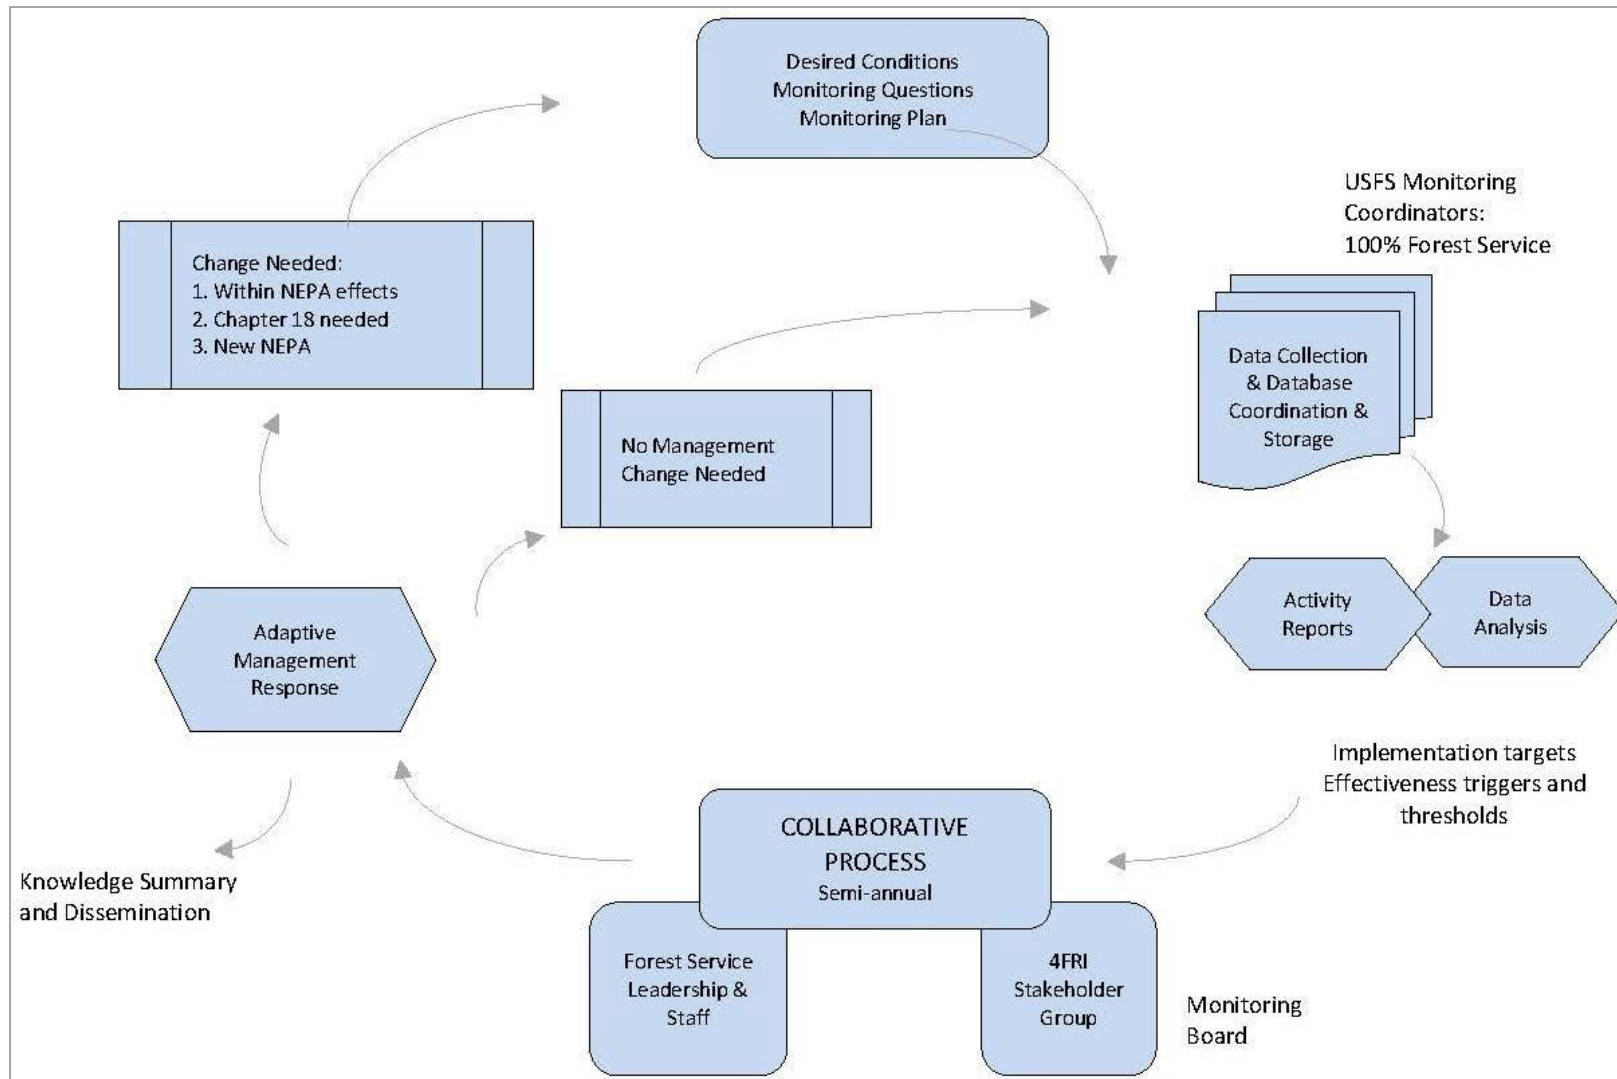 Desired Conditions
Monitoring Questions
Monitoring Plan
USFS Monitoring
Coordinators:
100% Forest Service
Change Needed:
1. Within NEPA effects
2. Chapter 18 needed
3. New NEPA
Data Collection
& Database
Coordination &
Storage
No Management
Change Needed
Activity
Reports
Data
Analysis
Adaptive
Management
Response
Implementation targets
Effectiveness triggers and
thresholds
COLLABORATIVE
PROCESS
Semi-annual
Knowledge Summary
and Dissemination
Forest Service
Leadership &
Staff
4FRI
Stakeholder
Group
Monitoring
Board